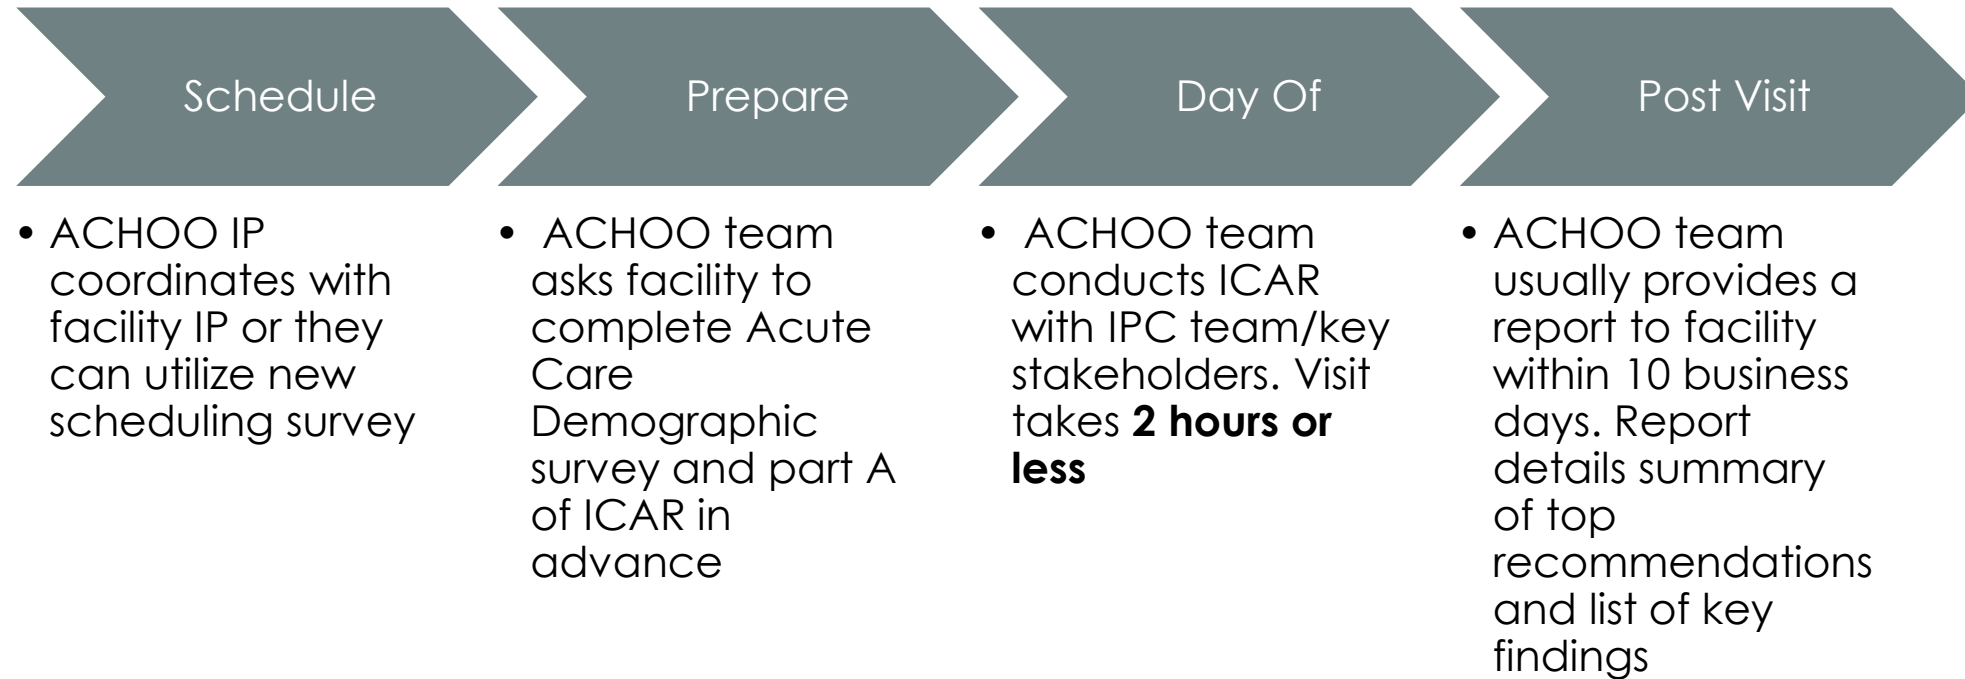 Schedule
Prepare
Day Of
Post Visit
• ACHOO IP
coordinates with
facility IP or they
can utilize new
scheduling survey
• ACHOO team
asks facility to
complete Acute
Care
Demographic
survey and part A
of ICAR in
advance
• ACHOO team
conducts ICAR
with IPC team/key
stakeholders. Visit
takes 2 hours or
less
• ACHOO team
usually provides a
report to facility
within 10 business
days. Report
details summary
of top
recommendations
and list of key
findings